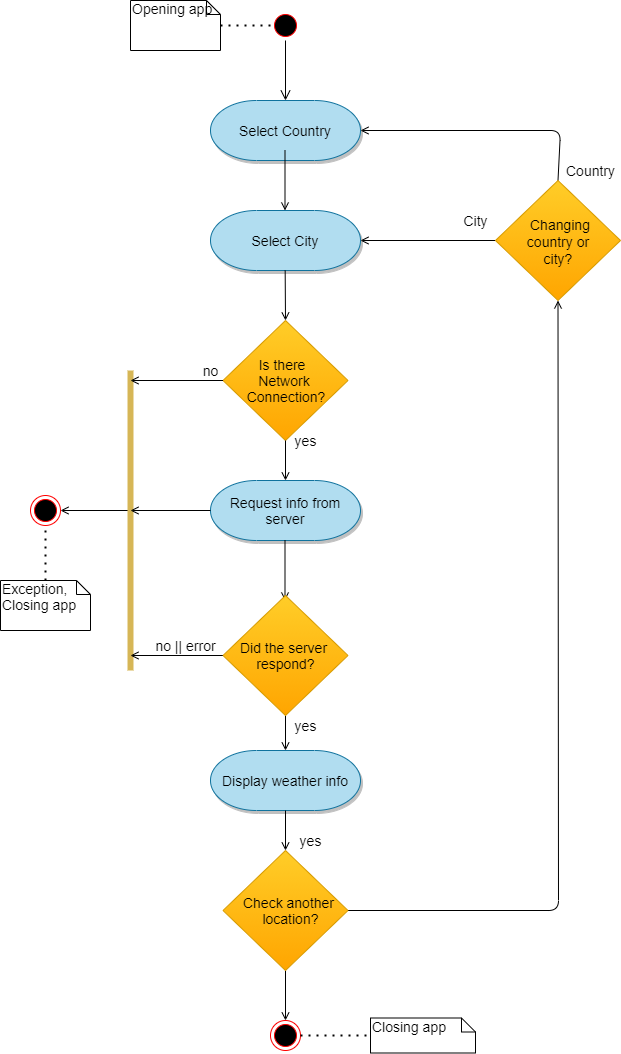 Opening app
Select Country
Country
Changing
country or
city?
City
Select City
Is there
Network
Connection?
no
yes
Request info from
server
Exception,
Closing app
Did the server
respond?
no || error
yes
Display weather info
yes
Check another
location?
Closing app